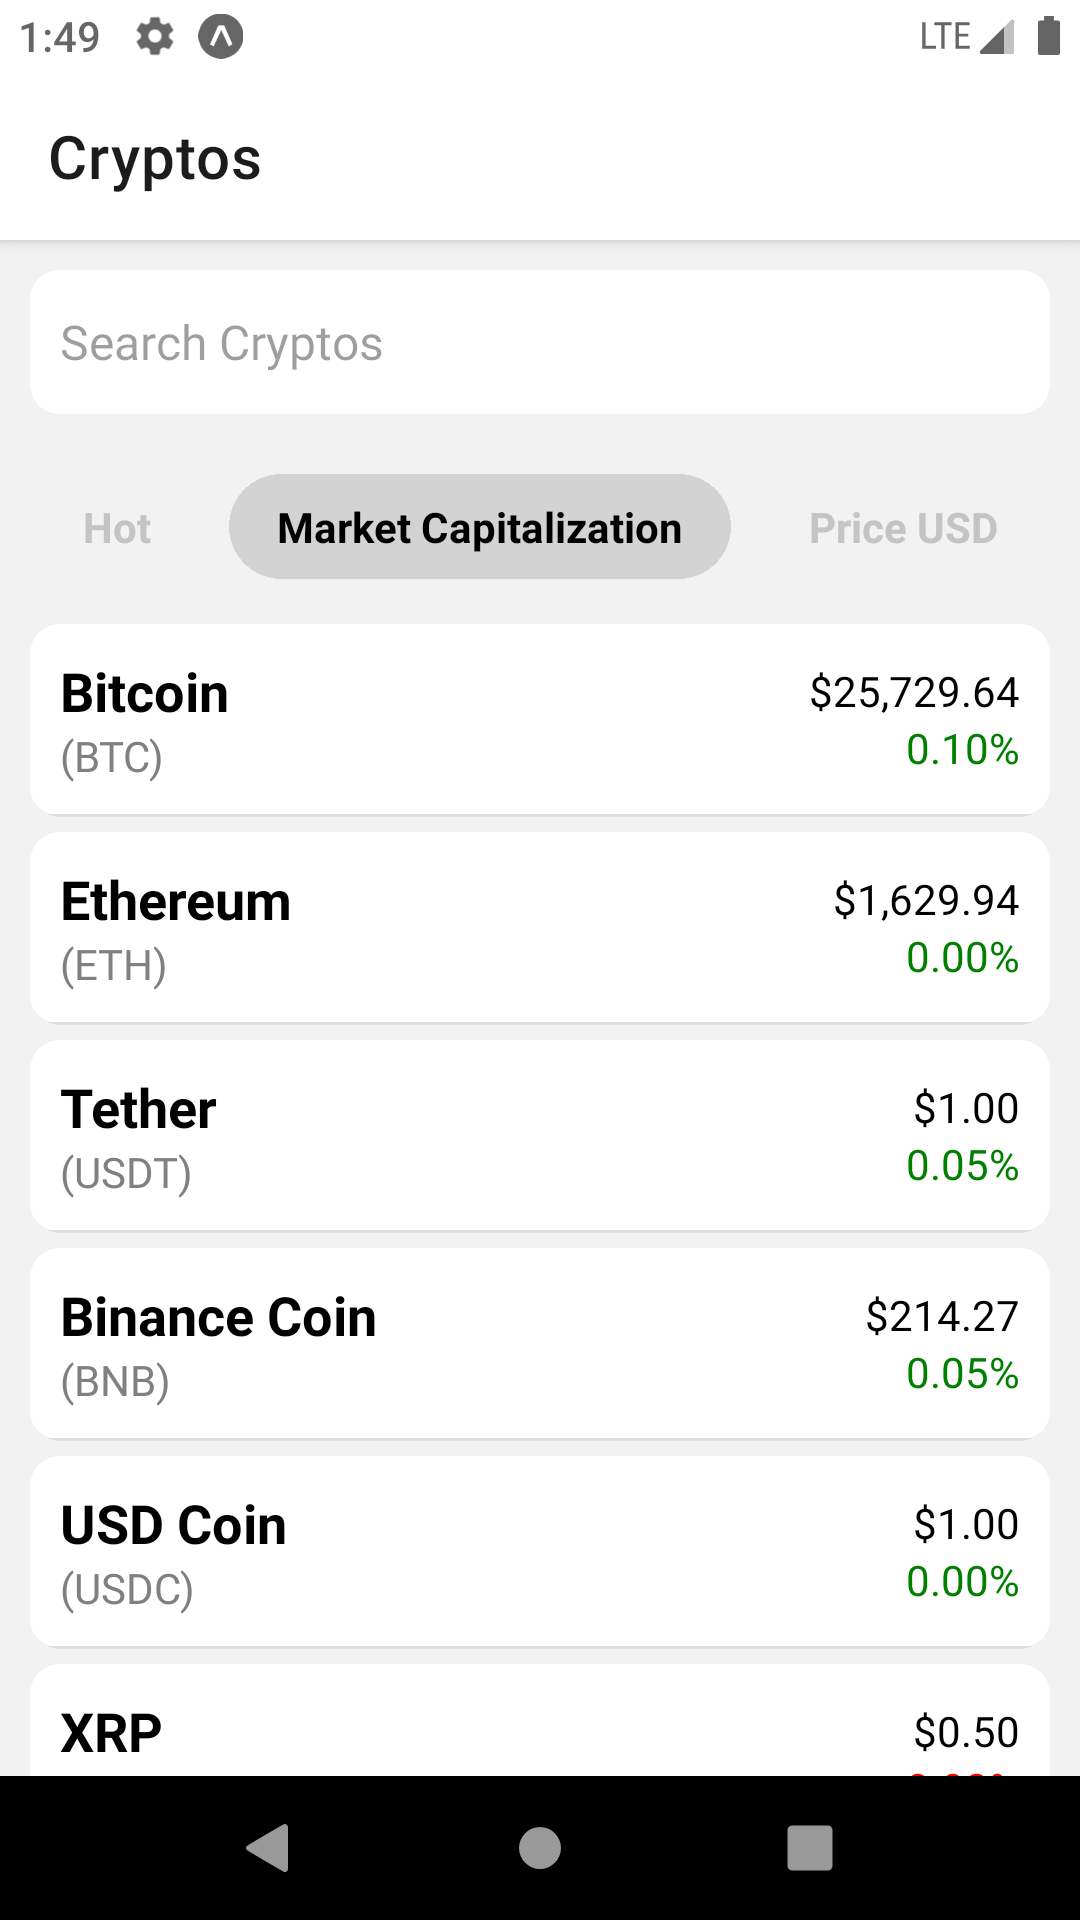 1:49 LTE
Cryptos
Search Cryptos
Hot Market Capitalization Price USD
Bitcoin $25,729.64
(BTC) 0.10%
Ethereum $1,629.94
(ETH) 0.00%
Tether $1.00
(USDT) 0.05%
Binance Coin $214.27
(BNB) 0.05%
USD Coin $1.00
(USDC) 0.00%
XRP $0.50